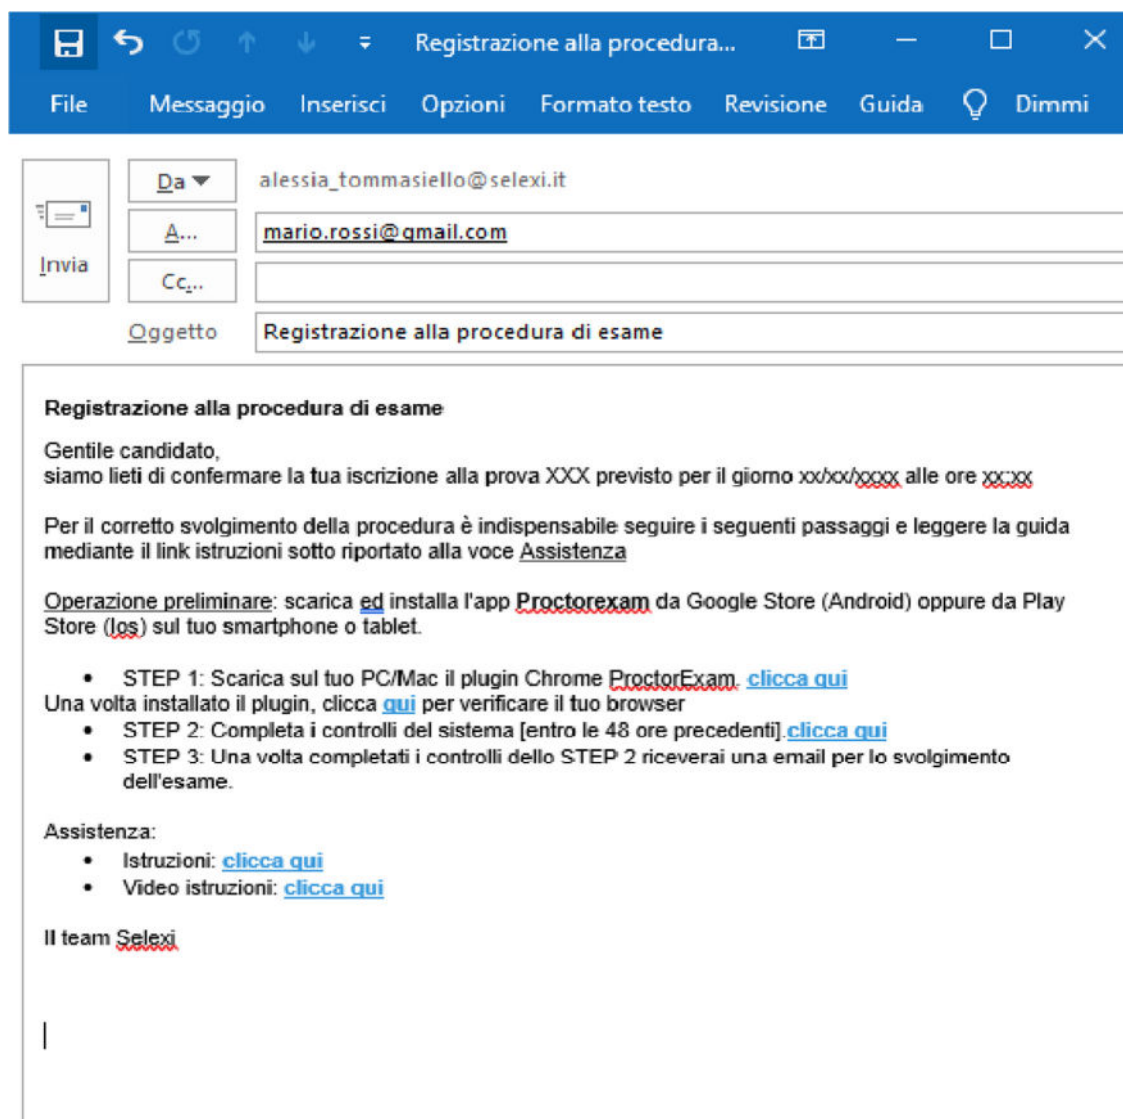 Registrazione alla procedura...
File Messaggio Inserisci Opzioni Formato testo Revisione Guida Dimmi
Da alessia_tommasiello@selexi.it
A... mario.rossi@gmail.com
Invia
Cc...
Oggetto Registrazione alla procedura di esame
Registrazione alla procedura di esame
Gentile candidato,
siamo lieti di confermare la tua iscrizione alla prova XXX previsto per il giorno xx/xx/xxxx alle ore xx:xx
Per il corretto svolgimento della procedura è indispensabile seguire i seguenti passaggi e leggere la guida
mediante il link istruzioni sotto riportato alla voce Assistenza
Operazione preliminare: scarica ed installa l'app Proctorexam da Google Store (Android) oppure da Play
Store (Ios) sul tuo smartphone o tablet.
• STEP 1: Scarica sul tuo PC/Mac il plugin Chrome ProctorExam. clicca qui
Una volta installato il plugin, clicca qui per verificare il tuo browser
• STEP 2: Completa i controlli del sistema [entro le 48 ore precedenti].clicca qui
• STEP 3: Una volta completati i controlli dello STEP 2 riceverai una email per lo svolgimento
dell'esame.
Assistenza:
• Istruzioni: clicca qui
• Video istruzioni: clicca qui
Il team Selexi